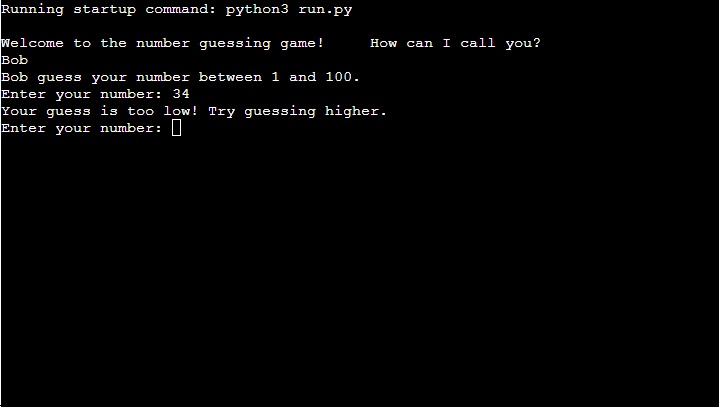 Running startup command: python3 run.py
Welcome to the number guessing game!     How can I call you?
Bob
Bob guess your number between 1 and 100.
Enter your number: 34
Your guess is too low! Try guessing higher.
Enter your number: